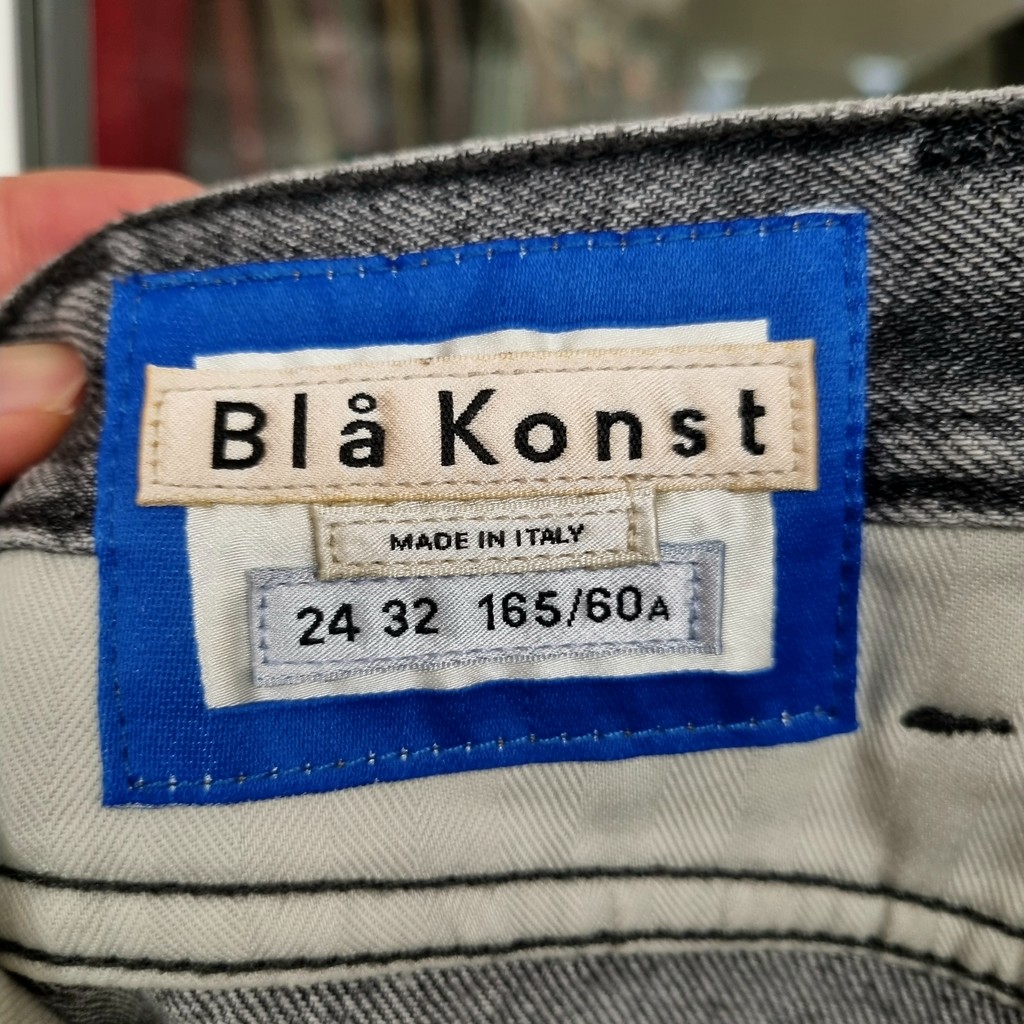 Blå Konst
MADE IN ITALY
24 32 165/60A